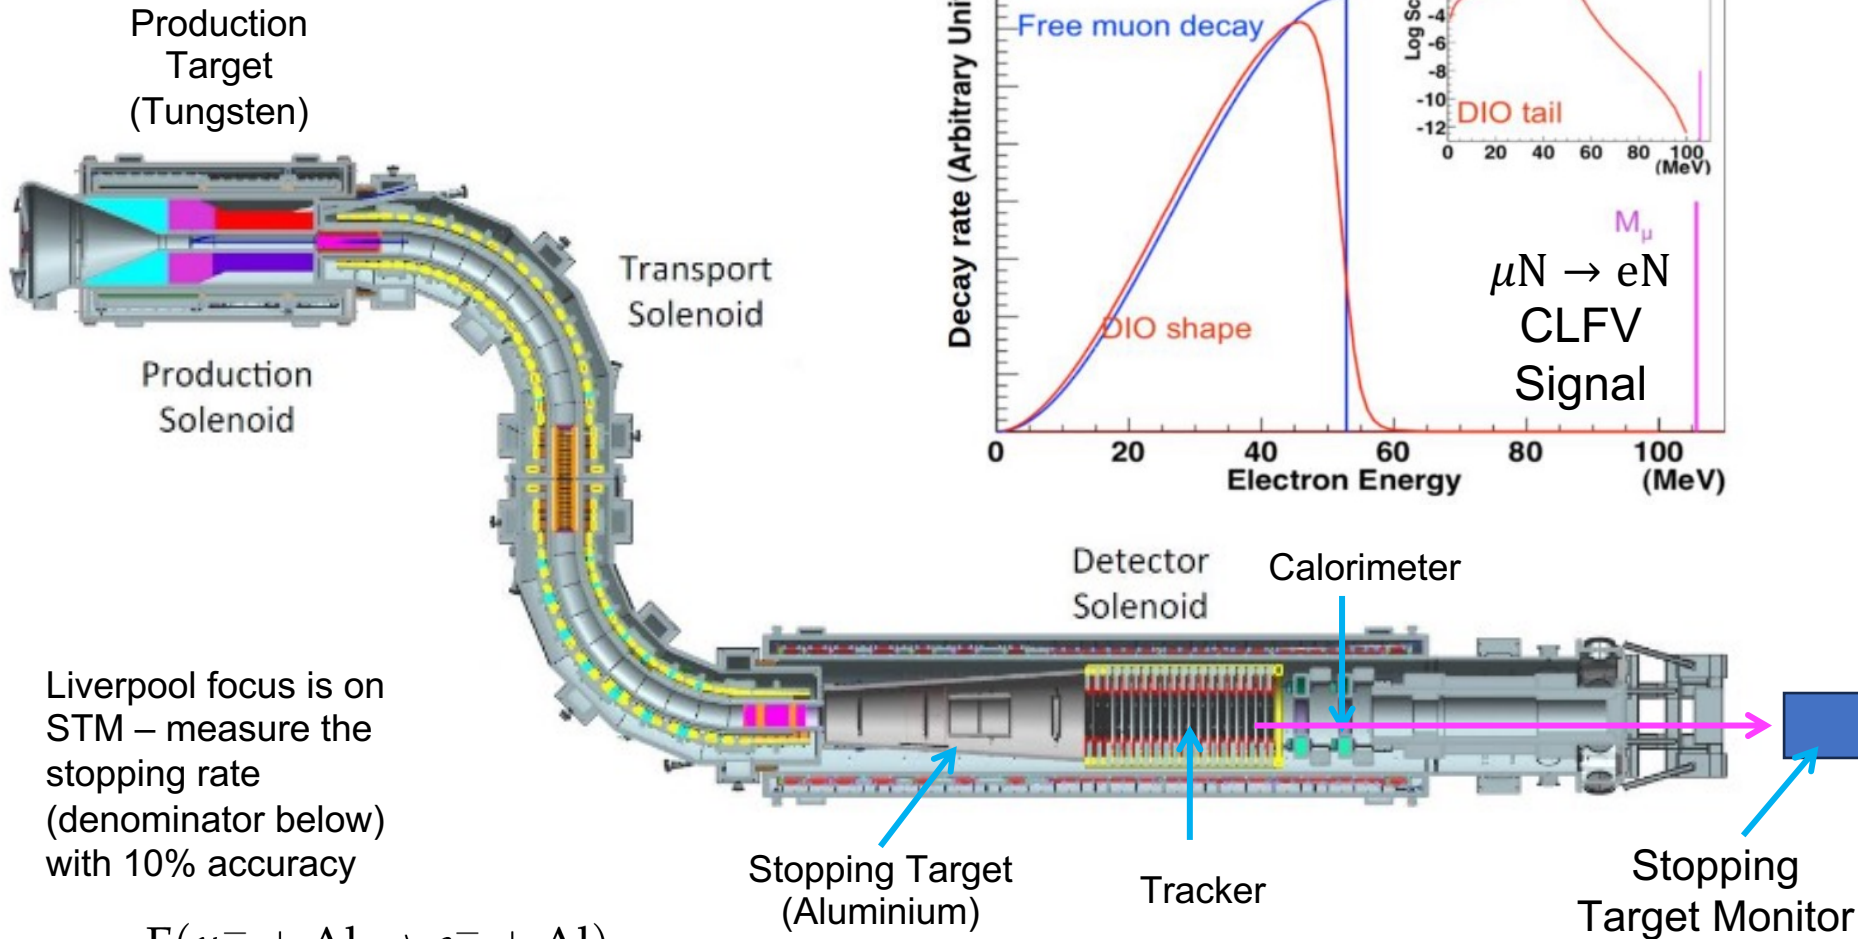 Production
Target
(Tungsten)
Production
Solenoid
Transport
Solenoid
Free muon decay
DIO shape
Decay rate (Arbitrary
0
20
40
60
80
100
Electron Energy
(MeV)
-4
-6
-8
-10
-12
DIO tail
0
20
40
60
80
100
(MeV)
Log
Mμ
μN → eN
CLFV
Signal
Detector
Solenoid
Calorimeter
Liverpool focus is on
STM – measure the
stopping rate
(denominator below)
with 10% accuracy
Stopping Target
(Aluminium)
Tracker
Stopping
Target Monitor